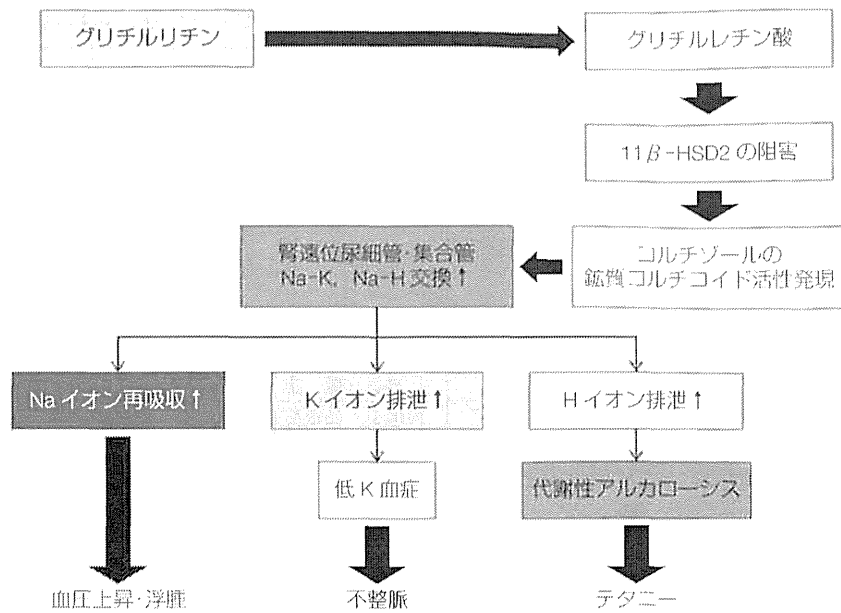 グリチルリチン
グリチルレチン酸
11β-HSD2の阻害
コルチゾールの
鉱質コルチコイド活性発現
腎遠位尿細管・集合管
Na-K, Na-H交換↑
Naイオン再吸収↑
Kイオン排泄↑
Hイオン排泄↑
低K血症
代謝性アルカローシス
血圧上昇・浮腫
不整脈
テタニー